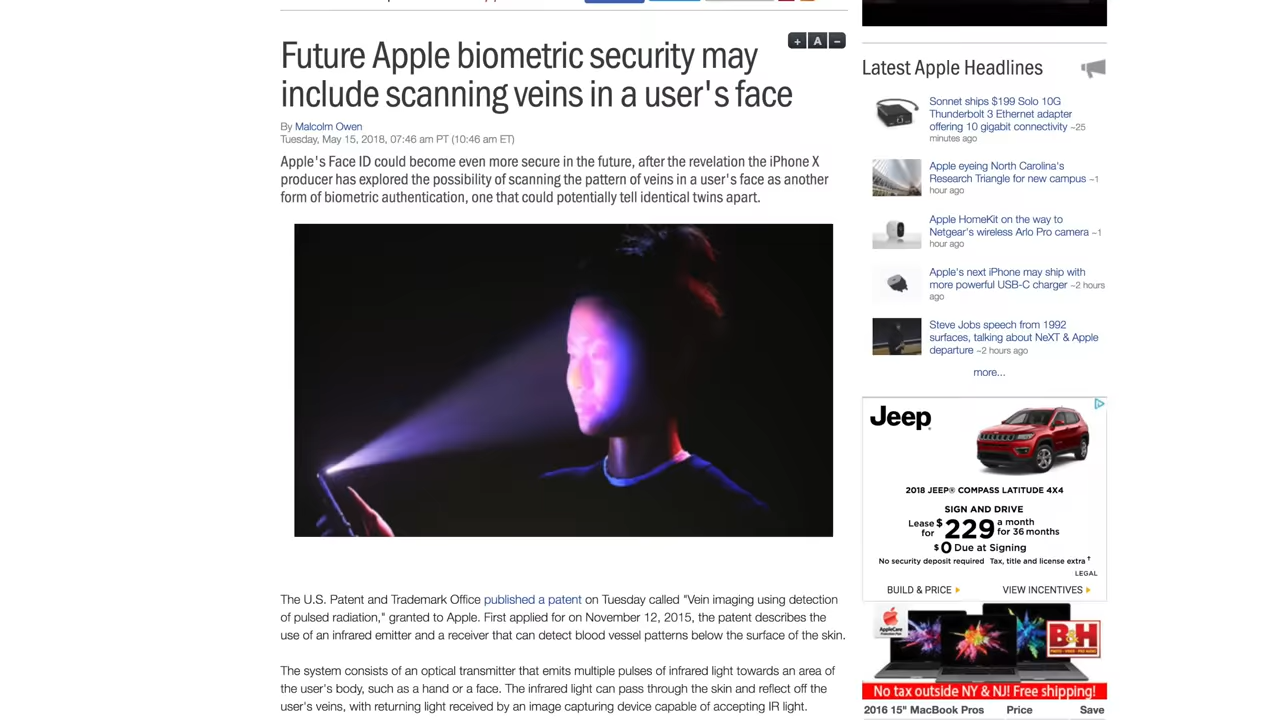 + A −
Future Apple biometric security may
include scanning veins in a user's face
By Malcolm Owen
Tuesday, May 15, 2018, 07:46 am PT (10:46 am ET)
Apple's Face ID could become even more secure in the future, after the revelation the iPhone X
producer has explored the possibility of scanning the pattern of veins in a user's face as another
form of biometric authentication, one that could potentially tell identical twins apart.
The U.S. Patent and Trademark Office published a patent on Tuesday called "Vein imaging using detection
of pulsed radiation," granted to Apple. First applied for on November 12, 2015, the patent describes the
use of an infrared emitter and a receiver that can detect blood vessel patterns below the surface of the skin.
The system consists of an optical transmitter that emits multiple pulses of infrared light towards an area of
the user's body, such as a hand or a face. The infrared light can pass through the skin and reflect off the
user's veins, with returning light received by an image capturing device capable of accepting IR light.
Latest Apple Headlines
Sonnet ships $199 Solo 10G
Thunderbolt 3 Ethernet adapter
offering 10 gigabit connectivity ~25
minutes ago
Apple eyeing North Carolina's
Research Triangle for new campus ~1
hour ago
Apple HomeKit on the way to
Netgear's wireless Arlo Pro camera ~1
hour ago
Apple's next iPhone may ship with
more powerful USB-C charger ~2 hours
ago
Steve Jobs speech from 1992
surfaces, talking about NeXT & Apple
departure ~2 hours ago
more...
Jeep
2018 JEEP® COMPASS LATITUDE 4X4
SIGN AND DRIVE
Lease for $229 a month for 36 months
$0 Due at Signing
No security deposit required Tax, title and license extra†
LEGAL
BUILD & PRICE VIEW INCENTIVES
AppleCare
B&H
PHOTO - VIDEO - PRO AUDIO
No tax outside NY & NJ! Free shipping!
2016 15" MacBook Pros Price Save